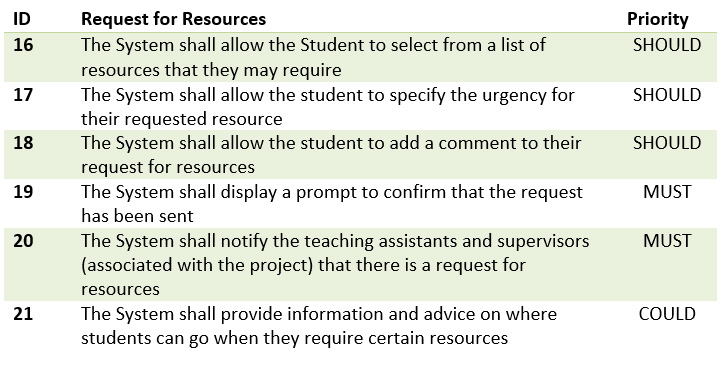 ID Request for Resources Priority
16 The System shall allow the Student to select from a list of SHOULD
resources that they may require
17 The System shall allow the student to specify the urgency for SHOULD
their requested resource
18 The System shall allow the student to add a comment to their SHOULD
request for resources
19 The System shall display a prompt to confirm that the request MUST
has been sent
20 The System shall notify the teaching assistants and supervisors MUST
(associated with the project) that there is a request for
resources
21 The System shall provide information and advice on where COULD
students can go when they require certain resources